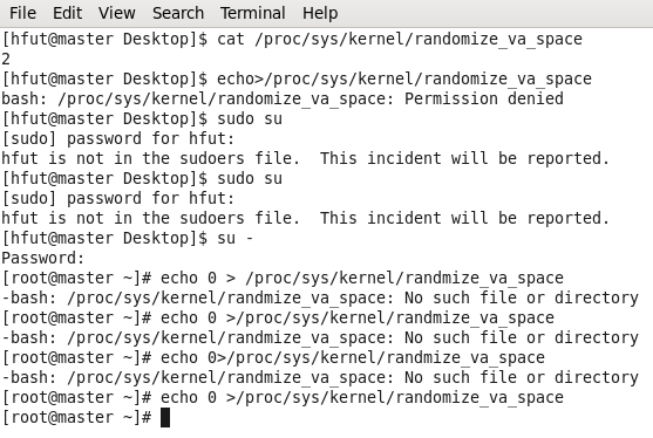 File Edit View Search Terminal Help
[hfut@master Desktop]$ cat /proc/sys/kernel/randomize_va_space
2
[hfut@master Desktop]$ echo>/proc/sys/kernel/randomize_va_space
bash: /proc/sys/kernel/randomize_va_space: Permission denied
[hfut@master Desktop]$ sudo su
[sudo] password for hfut:
hfut is not in the sudoers file.  This incident will be reported.
[hfut@master Desktop]$ sudo su
[sudo] password for hfut:
hfut is not in the sudoers file.  This incident will be reported.
[hfut@master Desktop]$ su -
Password:
[root@master ~]# echo 0 > /proc/sys/kernel/randmize_va_space
-bash: /proc/sys/kernel/randmize_va_space: No such file or directory
[root@master ~]# echo 0 >/proc/sys/kernel/randmize_va_space
-bash: /proc/sys/kernel/randmize_va_space: No such file or directory
[root@master ~]# echo 0>/proc/sys/kernel/randmize_va_space
-bash: /proc/sys/kernel/randmize_va_space: No such file or directory
[root@master ~]# echo 0 >/proc/sys/kernel/randomize_va_space
[root@master ~]#